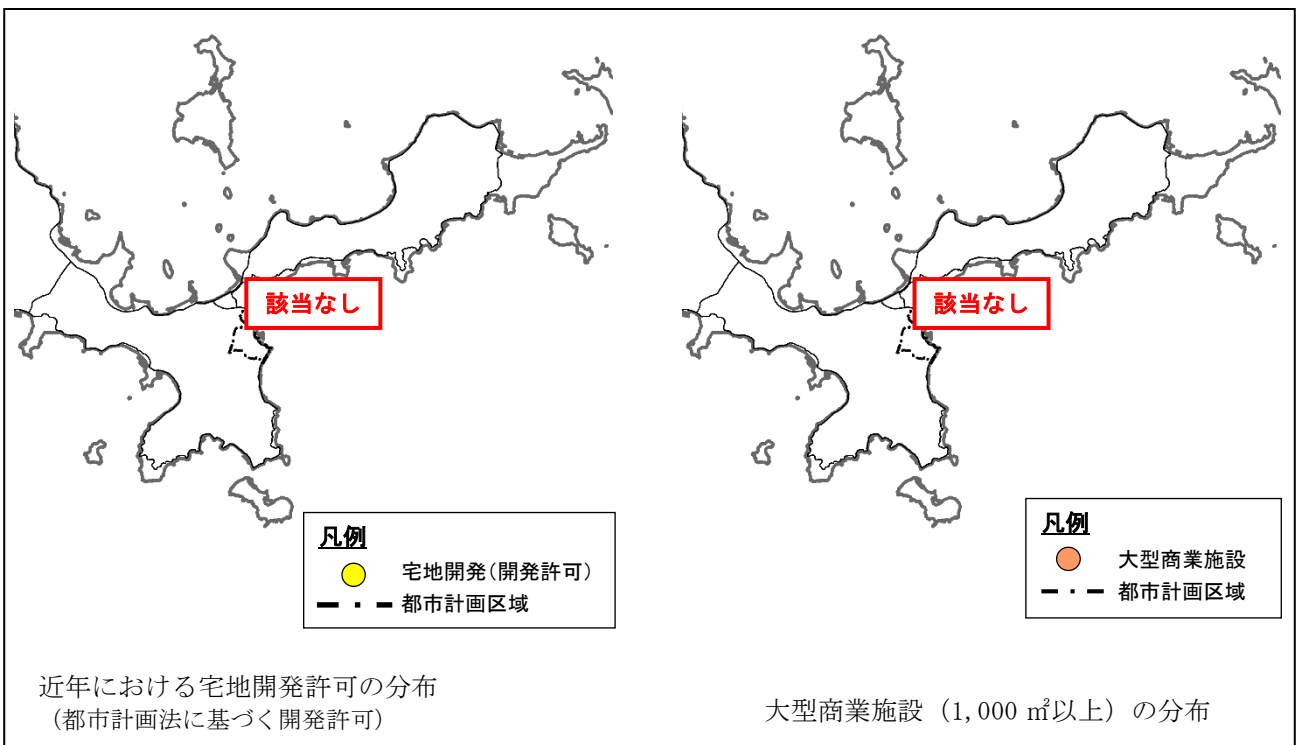 該当なし
凡例
宅地開発(開発許可)
都市計画区域
近年における宅地開発許可の分布
（都市計画法に基づく開発許可）
該当なし
凡例
大型商業施設
都市計画区域
大型商業施設（1,000 ㎡以上）の分布